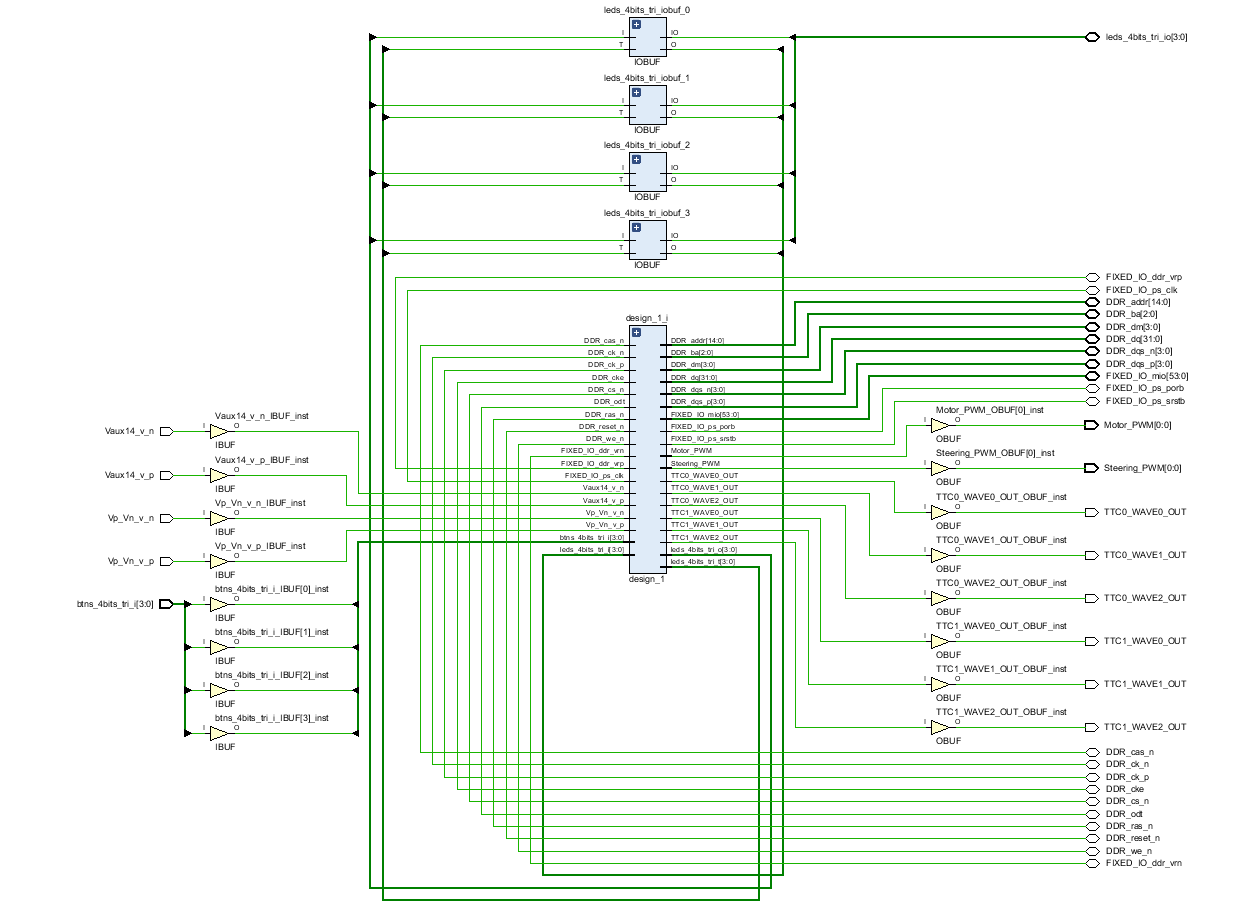 leds_4bits_tri_iobuf_0
I
IO
T
O
IOBUF
leds_4bits_tri_io[3:0]
leds_4bits_tri_iobuf_1
I
IO
T
O
IOBUF
leds_4bits_tri_iobuf_2
I
IO
T
O
IOBUF
leds_4bits_tri_iobuf_3
I
IO
T
O
IOBUF
design_1_i
DDR_cas_n
DDR_ck_n
DDR_ck_p
DDR_cke
DDR_cs_n
DDR_odt
DDR_ras_n
DDR_reset_n
DDR_we_n
FIXED_IO_ddr_vrn
FIXED_IO_ddr_vrp
FIXED_IO_ps_clk
Vaux14_v_n
Vaux14_v_p
Vp_Vn_v_n
Vp_Vn_v_p
btns_4bits_tri_i[3:0]
leds_4bits_tri_i[3:0]
DDR_addr[14:0]
DDR_ba[2:0]
DDR_dm[3:0]
DDR_dq[31:0]
DDR_dqs_n[3:0]
DDR_dqs_p[3:0]
FIXED_IO_mio[53:0]
FIXED_IO_ps_porb
FIXED_IO_ps_srstb
Motor_PWM
Steering_PWM
TTC0_WAVE0_OUT
TTC0_WAVE1_OUT
TTC0_WAVE2_OUT
TTC1_WAVE0_OUT
TTC1_WAVE1_OUT
TTC1_WAVE2_OUT
leds_4bits_tri_o[3:0]
leds_4bits_tri_t[3:0]
design_1
Vaux14_v_n_IBUF_inst
Vaux14_v_n
I
O
IBUF
Vaux14_v_p_IBUF_inst
Vaux14_v_p
I
O
IBUF
Vp_Vn_v_n_IBUF_inst
Vp_Vn_v_n
I
O
IBUF
Vp_Vn_v_p_IBUF_inst
Vp_Vn_v_p
I
O
IBUF
btns_4bits_tri_i_IBUF[0]_inst
btns_4bits_tri_i[3:0]
I
O
IBUF
btns_4bits_tri_i_IBUF[1]_inst
I
O
IBUF
btns_4bits_tri_i_IBUF[2]_inst
I
O
IBUF
btns_4bits_tri_i_IBUF[3]_inst
I
O
IBUF
FIXED_IO_ddr_vrp
FIXED_IO_ps_clk
DDR_addr[14:0]
DDR_ba[2:0]
DDR_dm[3:0]
DDR_dq[31:0]
DDR_dqs_n[3:0]
DDR_dqs_p[3:0]
FIXED_IO_mio[53:0]
FIXED_IO_ps_porb
FIXED_IO_ps_srstb
Motor_PWM_OBUF[0]_inst
I
O
OBUF
Motor_PWM[0:0]
Steering_PWM_OBUF[0]_inst
I
O
OBUF
Steering_PWM[0:0]
TTC0_WAVE0_OUT_OBUF_inst
I
O
OBUF
TTC0_WAVE0_OUT
TTC0_WAVE1_OUT_OBUF_inst
I
O
OBUF
TTC0_WAVE1_OUT
TTC0_WAVE2_OUT_OBUF_inst
I
O
OBUF
TTC0_WAVE2_OUT
TTC1_WAVE0_OUT_OBUF_inst
I
O
OBUF
TTC1_WAVE0_OUT
TTC1_WAVE1_OUT_OBUF_inst
I
O
OBUF
TTC1_WAVE1_OUT
TTC1_WAVE2_OUT_OBUF_inst
I
O
OBUF
TTC1_WAVE2_OUT
DDR_cas_n
DDR_ck_n
DDR_ck_p
DDR_cke
DDR_cs_n
DDR_odt
DDR_ras_n
DDR_reset_n
DDR_we_n
FIXED_IO_ddr_vrn